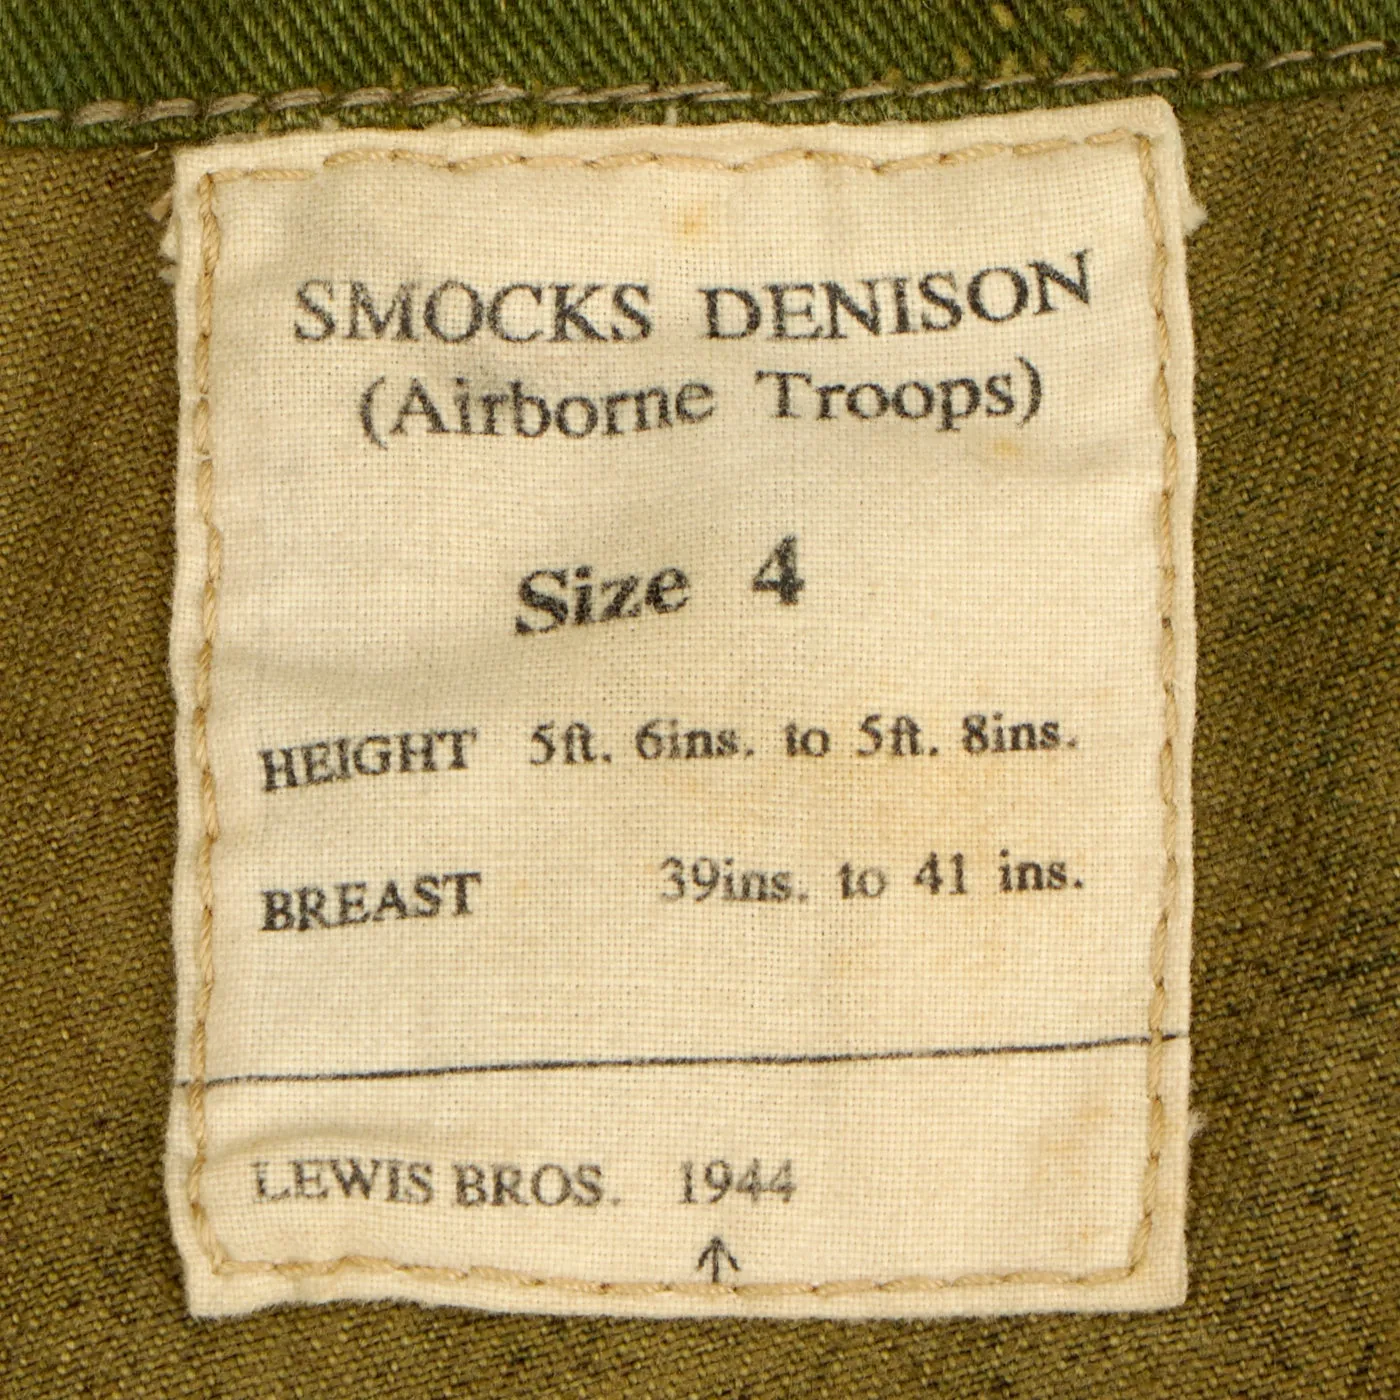 SMOCKS DENISON
(Airborne Troops)
Size 4
HEIGHT 5ft. 6ins. to 5ft. 8ins.
BREAST 39ins. to 41 ins.
LEWIS BROS. 1944